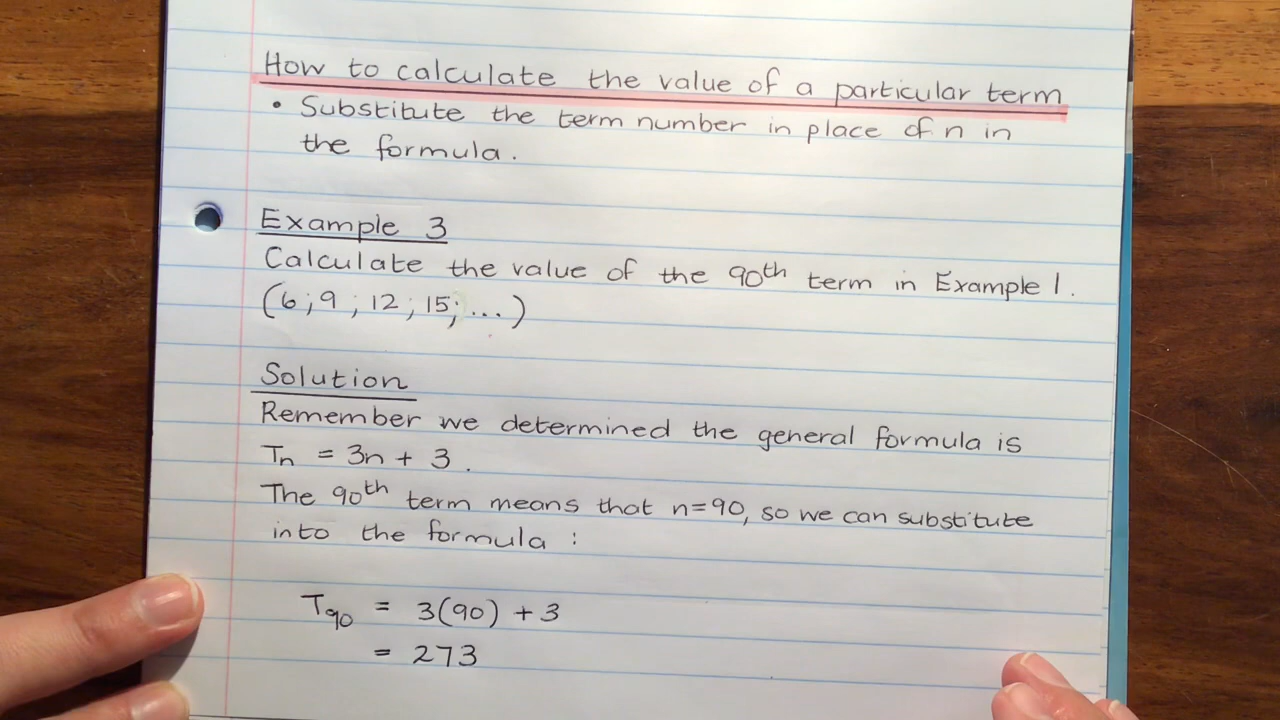 How to calculate the value of a particular term
• Substitute the term number in place of n in
the formula.
Example 3
Calculate the value of the 90th term in Example 1.
(6 ; 9 ; 12 ; 15; ... )
Solution
Remember we determined the general formula is
Tn = 3n + 3.
The 90th term means that n=90, so we can substitute
into the formula :
T90 = 3(90) + 3
= 273